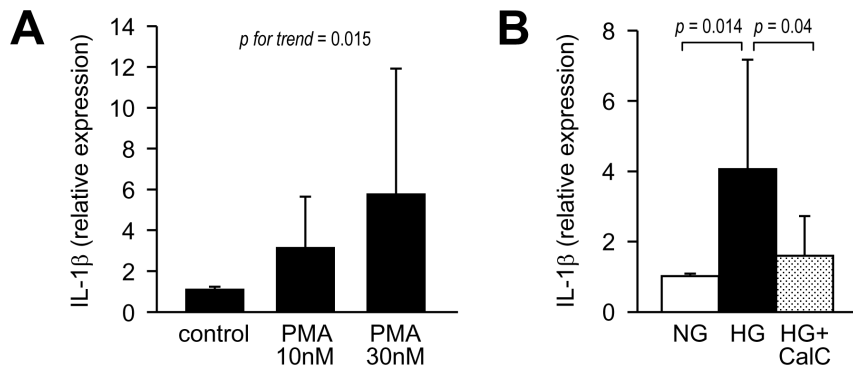 A
IL-1β (relative expression)
p for trend = 0.015
14
12
10
8
6
4
2
0
control
PMA
10nM
PMA
30nM
B
IL-1β (relative expression)
p = 0.014
p = 0.04
8
6
4
2
0
NG
HG
HG+
CalC